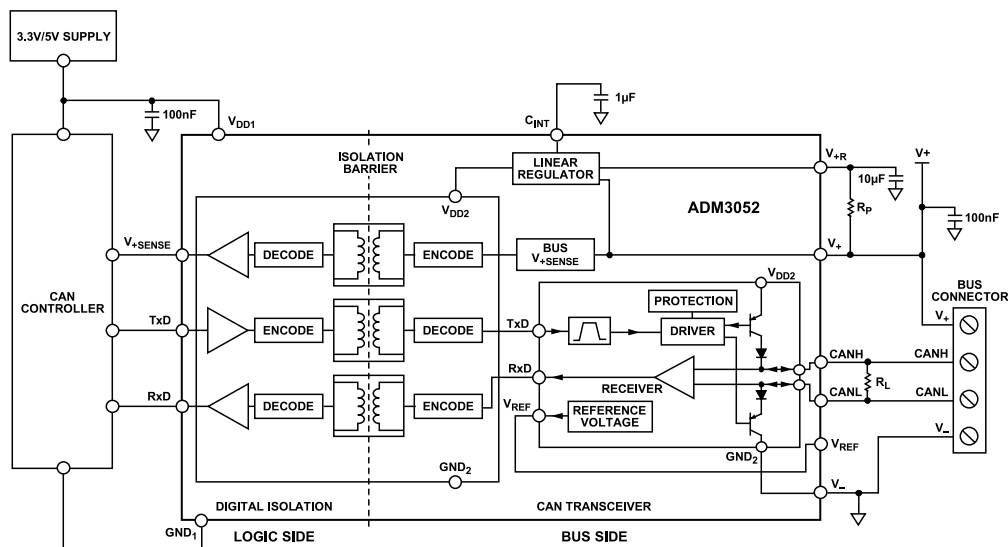 3.3V/5V SUPPLY
100nF
VDD1
CINT
1µF
ISOLATION
BARRIER
LINEAR
REGULATOR
V+R
V+
10µF
RP
100nF
VDD2
ADM3052
V+SENSE
DECODE
ENCODE
BUS
V+SENSE
V+
CAN
CONTROLLER
VDD2
BUS
CONNECTOR
PROTECTION
V+
TxD
ENCODE
DECODE
TxD
DRIVER
CANH
CANH
RxD
RECEIVER
RL
RxD
DECODE
ENCODE
CANL
CANL
VREF
REFERENCE
VOLTAGE
V–
GND2
VREF
GND2
V–
DIGITAL ISOLATION
CAN TRANSCEIVER
GND1
LOGIC SIDE
BUS SIDE